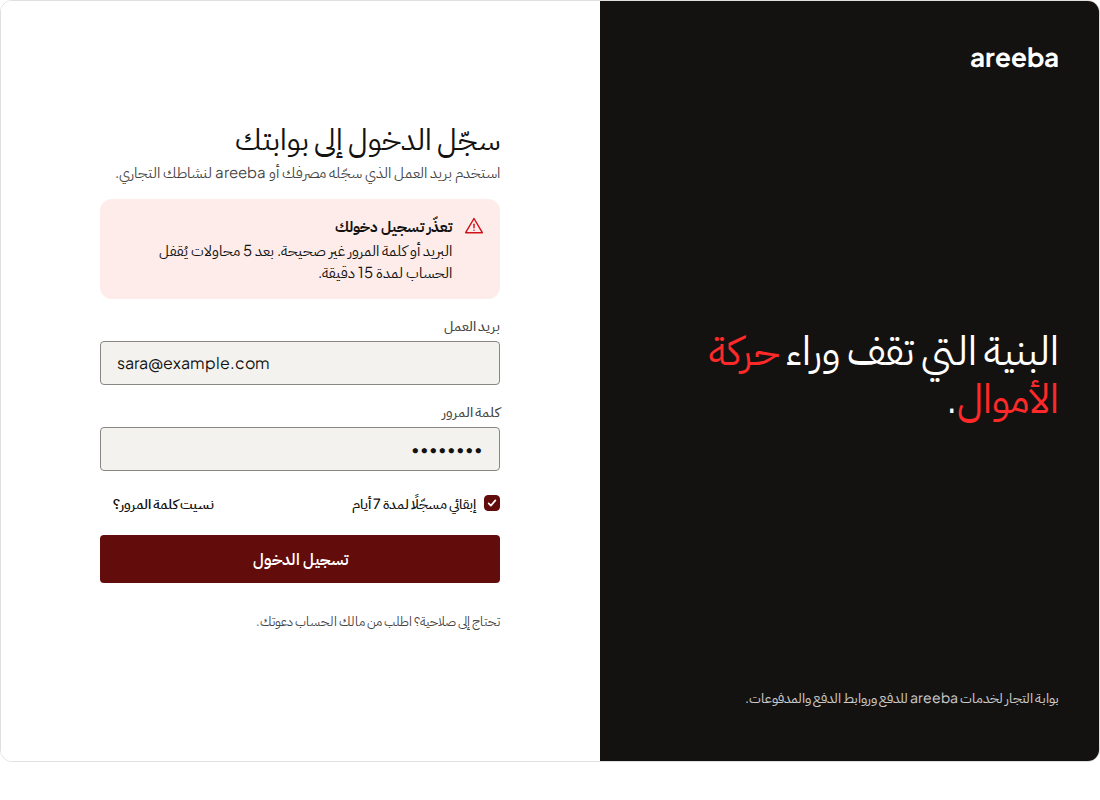 areeba
البنية التي تقف وراء حركة
الأموال.
بوابة التجار لخدمات areeba للدفع وروابط الدفع والمدفوعات.
سجّل الدخول إلى بوابتك
استخدم بريد العمل الذي سجّله مصرفك أو areeba لنشاطك التجاري.
تعذّر تسجيل دخولك
البريد أو كلمة المرور غير صحيحة. بعد 5 محاولات يُقفل
الحساب لمدة 15 دقيقة.
بريد العمل
sara@example.com
كلمة المرور
••••••••
إبقائي مسجّلًا لمدة 7 أيام
نسيت كلمة المرور؟
تسجيل الدخول
تحتاج إلى صلاحية؟ اطلب من مالك الحساب دعوتك.